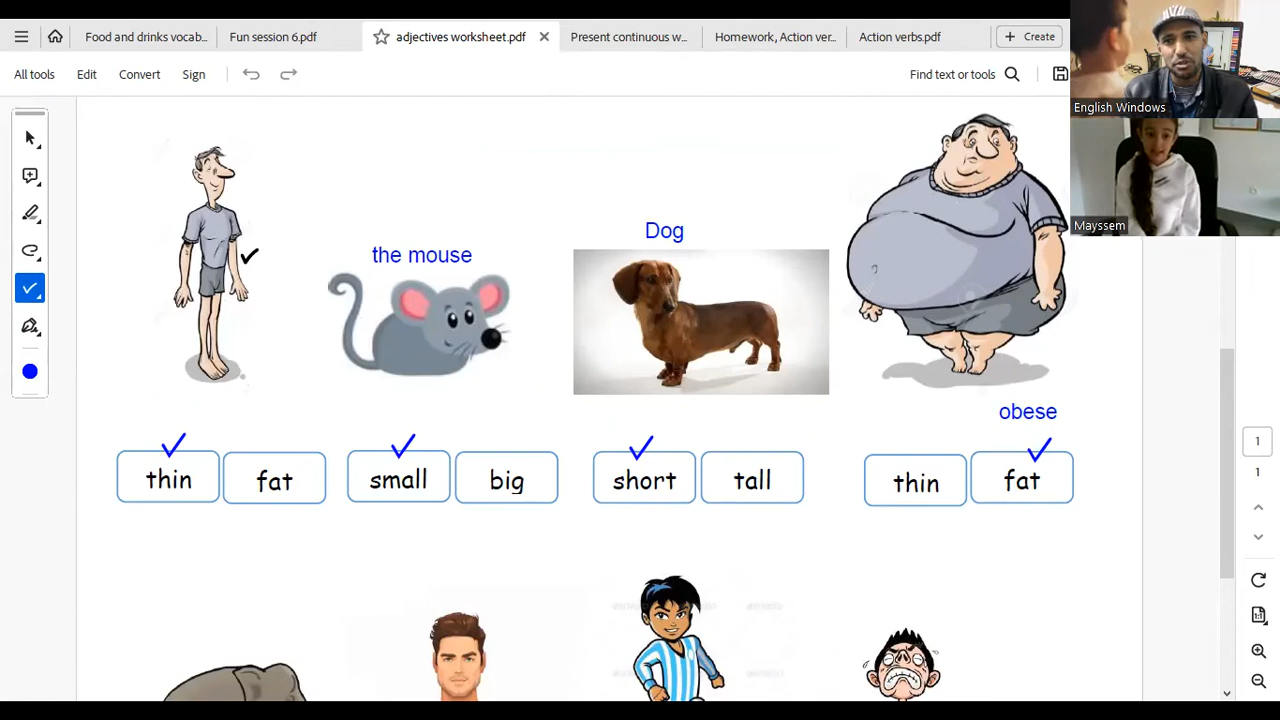 Food and drinks vocab...
Fun session 6.pdf
adjectives worksheet.pdf
Present continuous w...
Homework, Action ver...
Action verbs.pdf
Create
All tools
Edit
Convert
Sign
Find text or tools
English Windows
Mayssem
the mouse
Dog
obese
thin
fat
small
big
short
tall
thin
fat
1
1
1:1